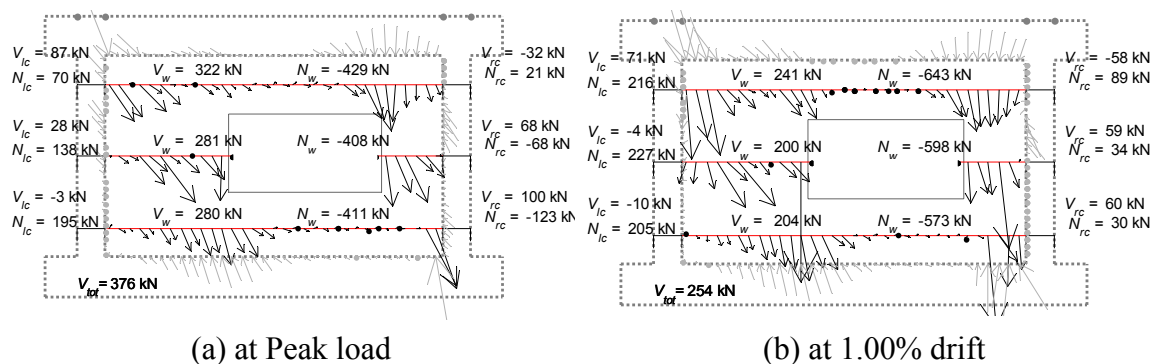 V_lc = 87 kN
N_lc = 70 kN
V_w = 322 kN N_w = -429 kN
V_rc = -32 kN
N_rc = 21 kN
V_lc = 28 kN
N_lc = 138 kN
V_w = 281 kN N_w = -408 kN
V_rc = 68 kN
N_rc = -68 kN
V_lc = -3 kN
N_lc = 195 kN
V_w = 280 kN N_w = -411 kN
V_rc = 100 kN
N_rc = -123 kN
V_tot = 376 kN
(a) at Peak load
V_lc = 71 kN
N_lc = 216 kN
V_w = 241 kN N_w = -643 kN
V_rc = -58 kN
N_rc = 89 kN
V_lc = -4 kN
N_lc = 227 kN
V_w = 200 kN N_w = -598 kN
V_rc = 59 kN
N_rc = 34 kN
V_lc = -10 kN
N_lc = 205 kN
V_w = 204 kN N_w = -573 kN
V_rc = 60 kN
N_rc = 30 kN
V_tot = 254 kN
(b) at 1.00% drift